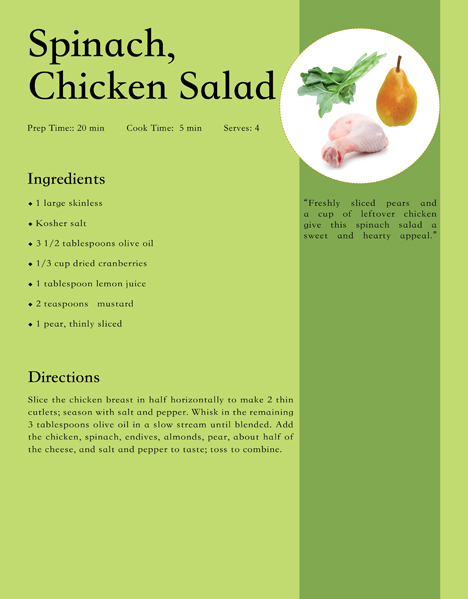 Spinach,
Chicken Salad
Prep Time:: 20 min Cook Time: 5 min Serves: 4
Ingredients
◆ 1 large skinless
◆ Kosher salt
◆ 3 1/2 tablespoons olive oil
◆ 1/3 cup dried cranberries
◆ 1 tablespoon lemon juice
◆ 2 teaspoons mustard
◆ 1 pear, thinly sliced
Directions
Slice the chicken breast in half horizontally to make 2 thin
cutlets; season with salt and pepper. Whisk in the remaining
3 tablespoons olive oil in a slow stream until blended. Add
the chicken, spinach, endives, almonds, pear, about half of
the cheese, and salt and pepper to taste; toss to combine.
"Freshly sliced pears and
a cup of leftover chicken
give this spinach salad a
sweet and hearty appeal."